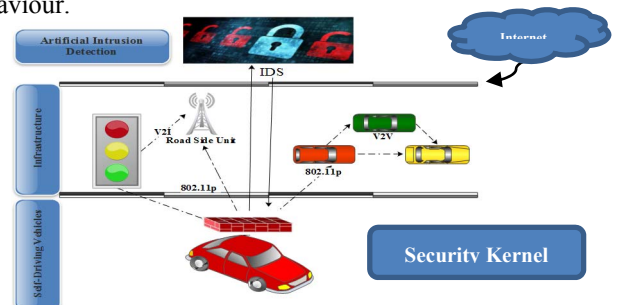 aviour.
Artificial Intrusion
Detection
Internet
IDS
Infrastructure
V2I
Road Side Unit
V2V
802.11p
802.11p
Self-Driving Vehicles
Security Kernel